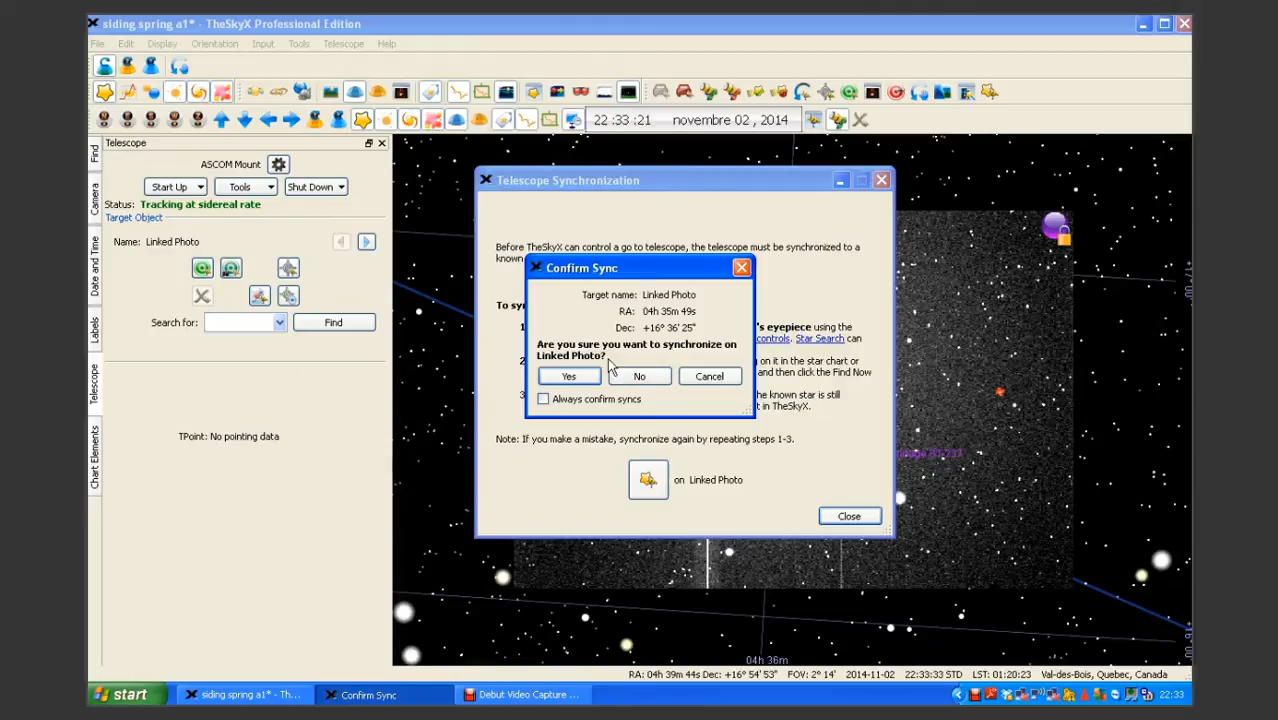 siding spring a1* - TheSkyX Professional Edition
File Edit Display Orientation Input Tools Telescope Help
22 :33 :21 novembre 02 , 2014
Telescope
ASCOM Mount
Start Up Tools Shut Down
Status: Tracking at sidereal rate
Target Object
Name: Linked Photo
Search for: Find
TPoint: No pointing data
Find
Camera
Date and Time
Labels
Telescope
Chart Elements
Telescope Synchronization
Before TheSkyX can control a go to telescope, the telescope must be synchronized to a
Confirm Sync
Target name: Linked Photo
RA: 04h 35m 49s
Dec: +16° 36' 25"
Are you sure you want to synchronize on
Linked Photo?
Yes No Cancel
Always confirm syncs
's eyepiece using the
controls. Star Search can
on it in the star chart or
and then click the Find Now
the known star is still
t in TheSkyX.
Note: If you make a mistake, synchronize again by repeating steps 1-3.
on Linked Photo
Close
04h 36m
RA: 04h 39m 44s Dec: +16° 54' 53" FOV: 2° 14' 2014-11-02 22:33:33 STD LST: 01:20:23 Val-des-Bois, Quebec, Canada
start siding spring a1* - Th... Confirm Sync Debut Video Capture ... 22:33